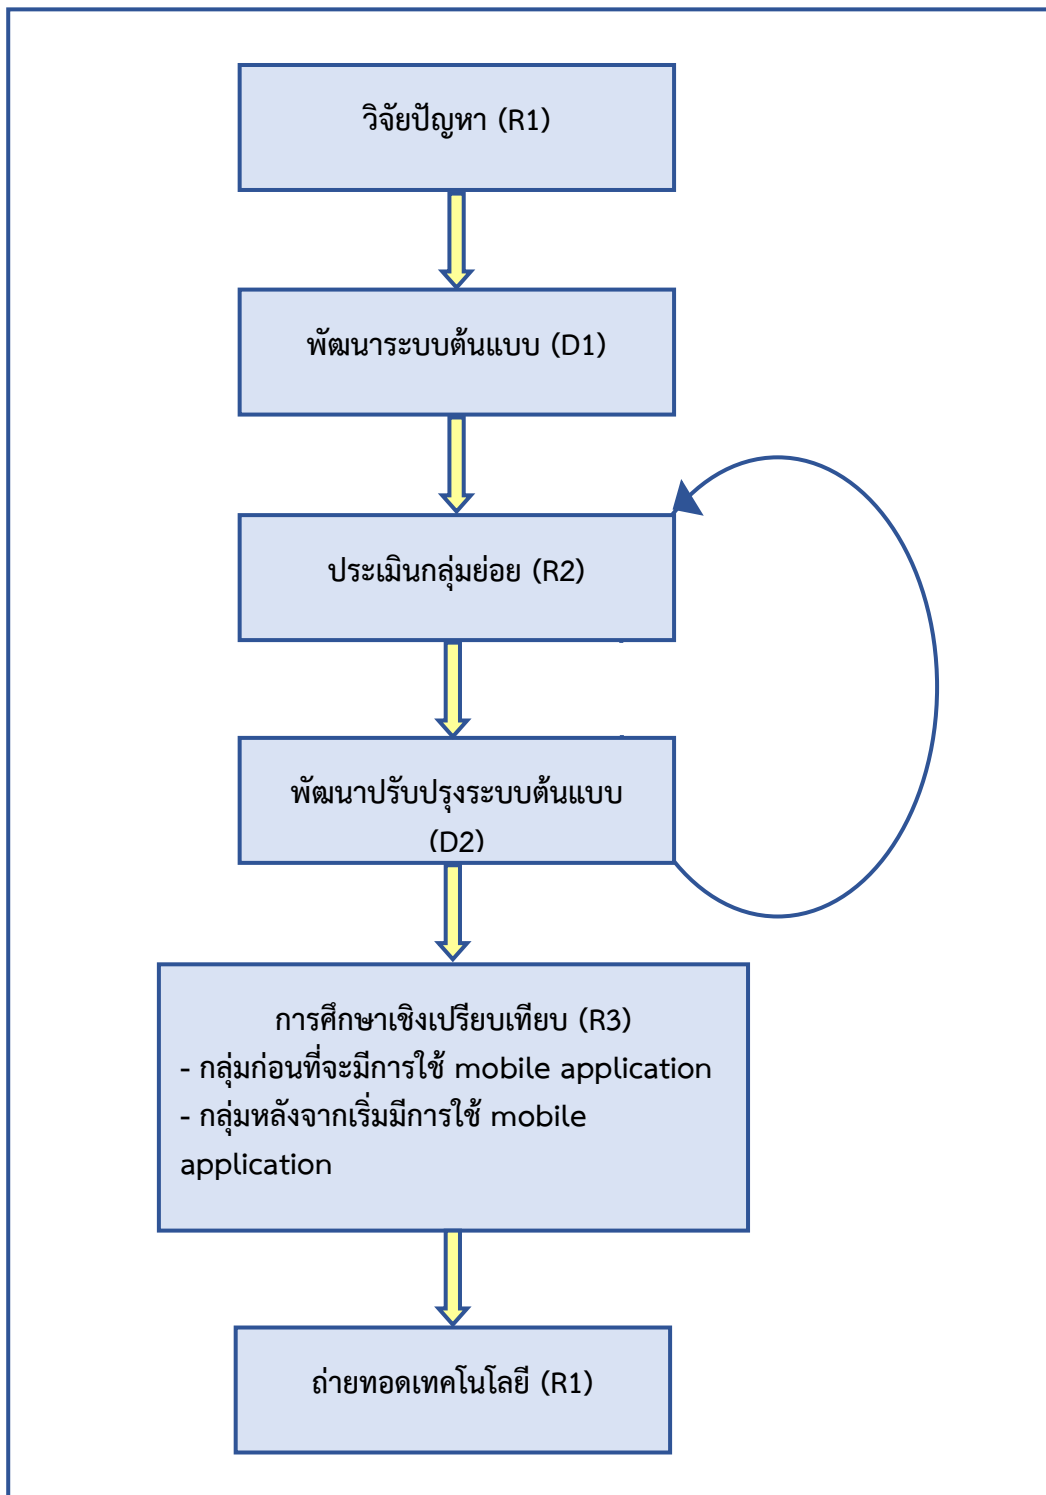 วิจัยปัญหา (R1)
พัฒนาระบบต้นแบบ (D1)
ประเมินกลุ่มย่อย (R2)
พัฒนาปรับปรุงระบบต้นแบบ
(D2)
การศึกษาเชิงเปรียบเทียบ (R3)
- กลุ่มก่อนที่จะมีการใช้ mobile application
- กลุ่มหลังจากเริ่มมีการใช้ mobile
application
ถ่ายทอดเทคโนโลยี (R1)